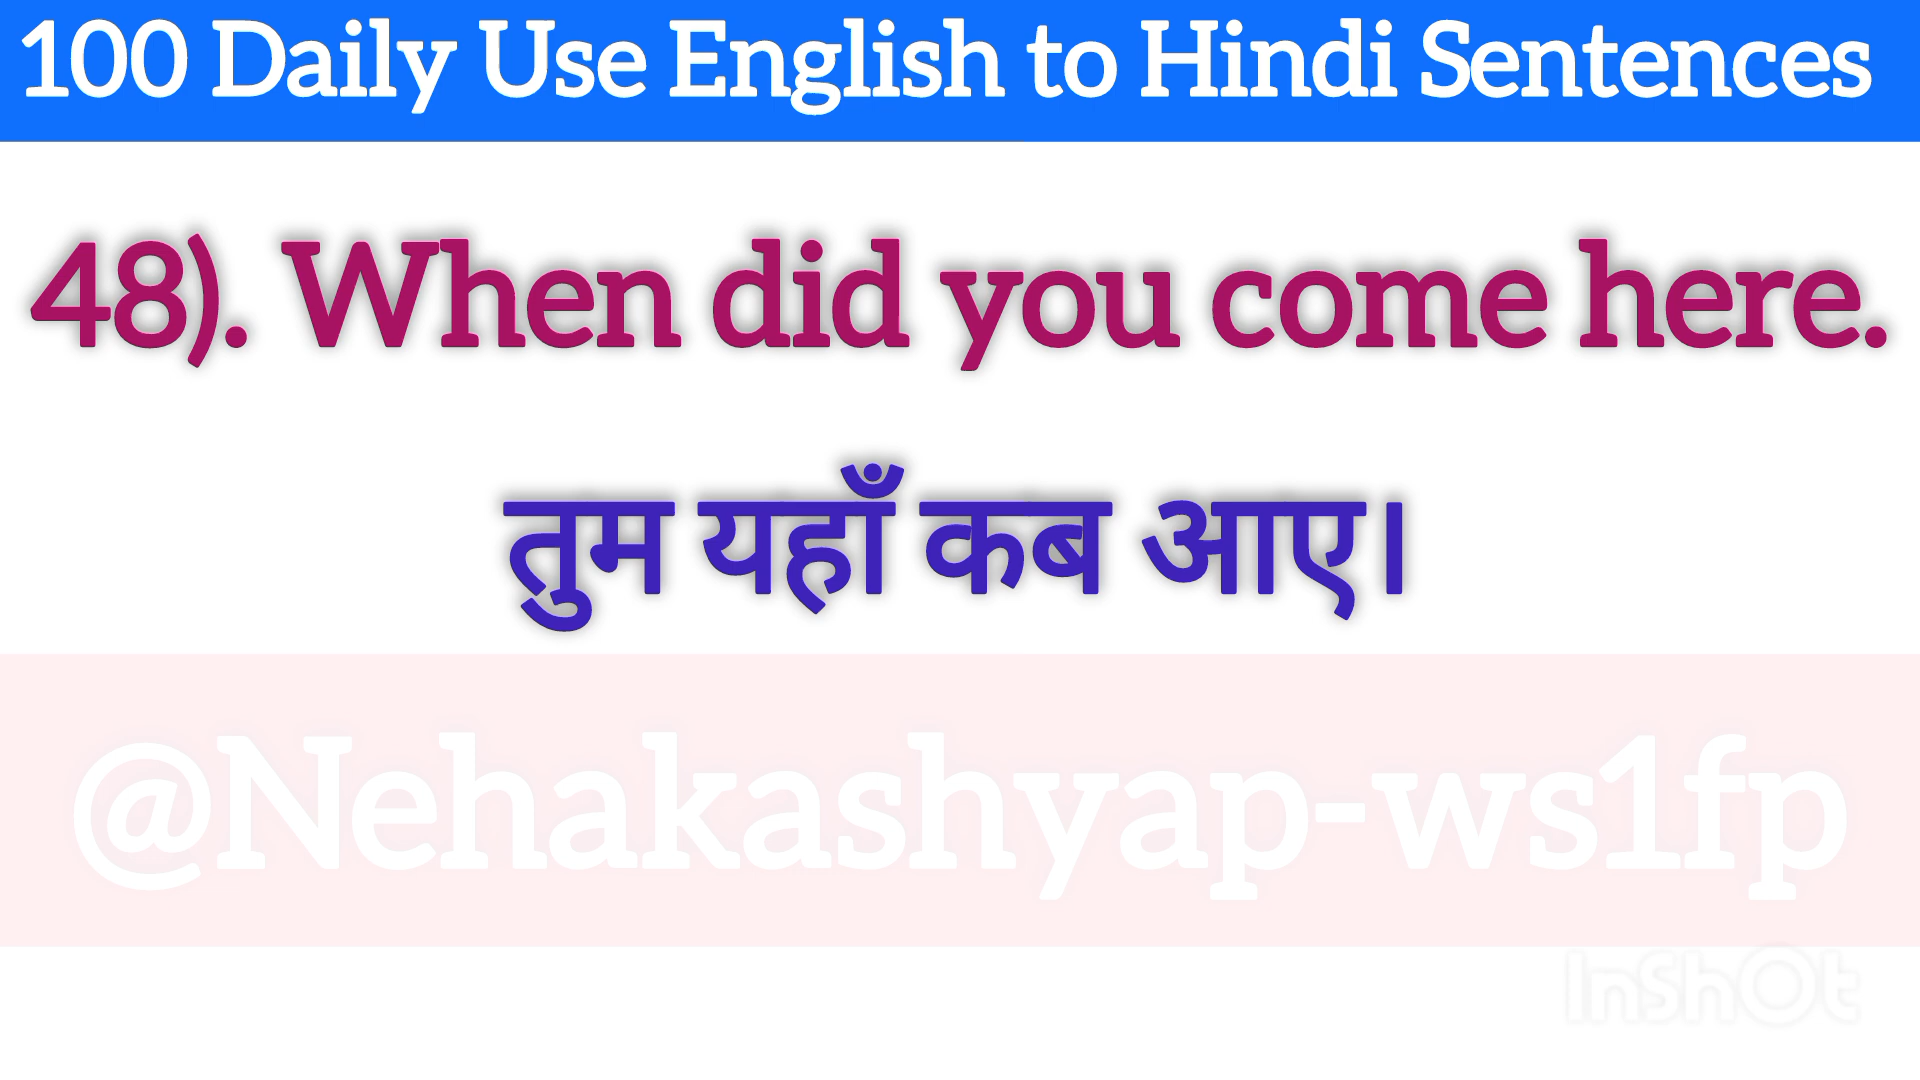 100 Daily Use English to Hindi Sentences
48). When did you come here.
तुम यहाँ कब आए।
@Nehakashyap-ws1fp
InShOt